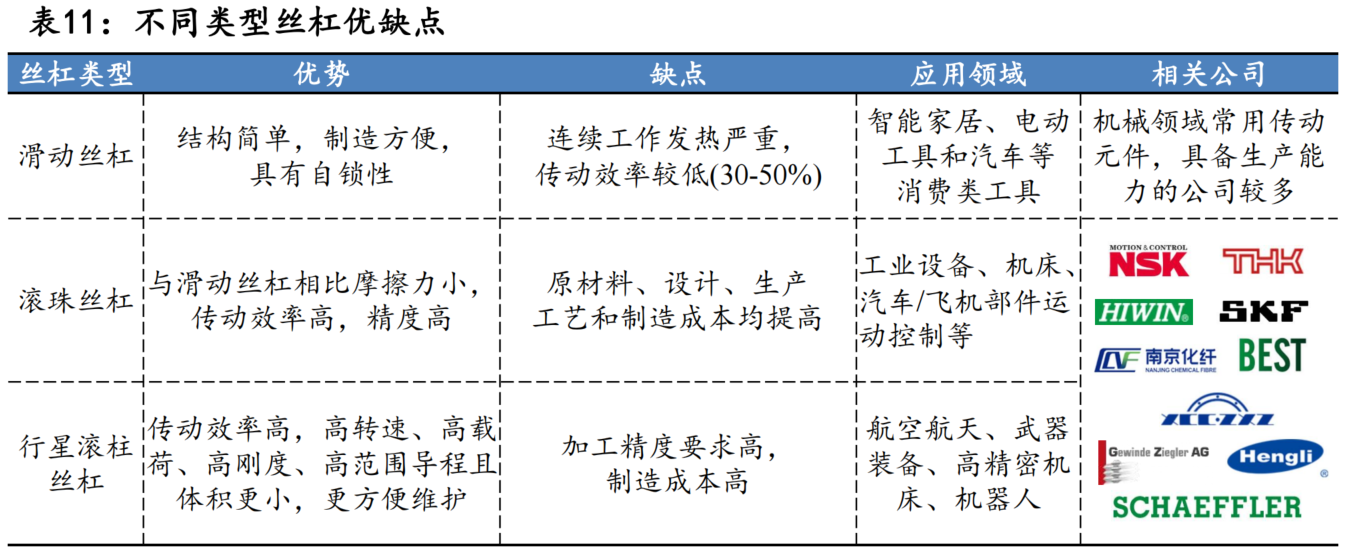 表11：不同类型丝杠优缺点
丝杠类型 优势 缺点 应用领域 相关公司
滑动丝杠
结构简单，制造方便，
具有自锁性
连续工作发热严重，
传动效率较低(30-50%)
智能家居、电动
工具和汽车等
消费类工具
机械领域常用传动
元件，具备生产能
力的公司较多
滚珠丝杠
与滑动丝杠相比摩擦力小，
传动效率高，精度高
原材料、设计、生产
工艺和制造成本均提高
工业设备、机床、
汽车/飞机部件运
动控制等
MOTION & CONTROL
NSK
THK
HIWIN®
SKF
南京化纤
NANJING CHEMICAL FIBRE
BEST
行星滚柱
丝杠
传动效率高，高转速、高载
荷、高刚度、高范围导程且
体积更小，更方便维护
加工精度要求高，
制造成本高
航空航天、武器
装备、高精密机
床、机器人
Gewinde Ziegler AG
Hengli®
SCHAEFFLER